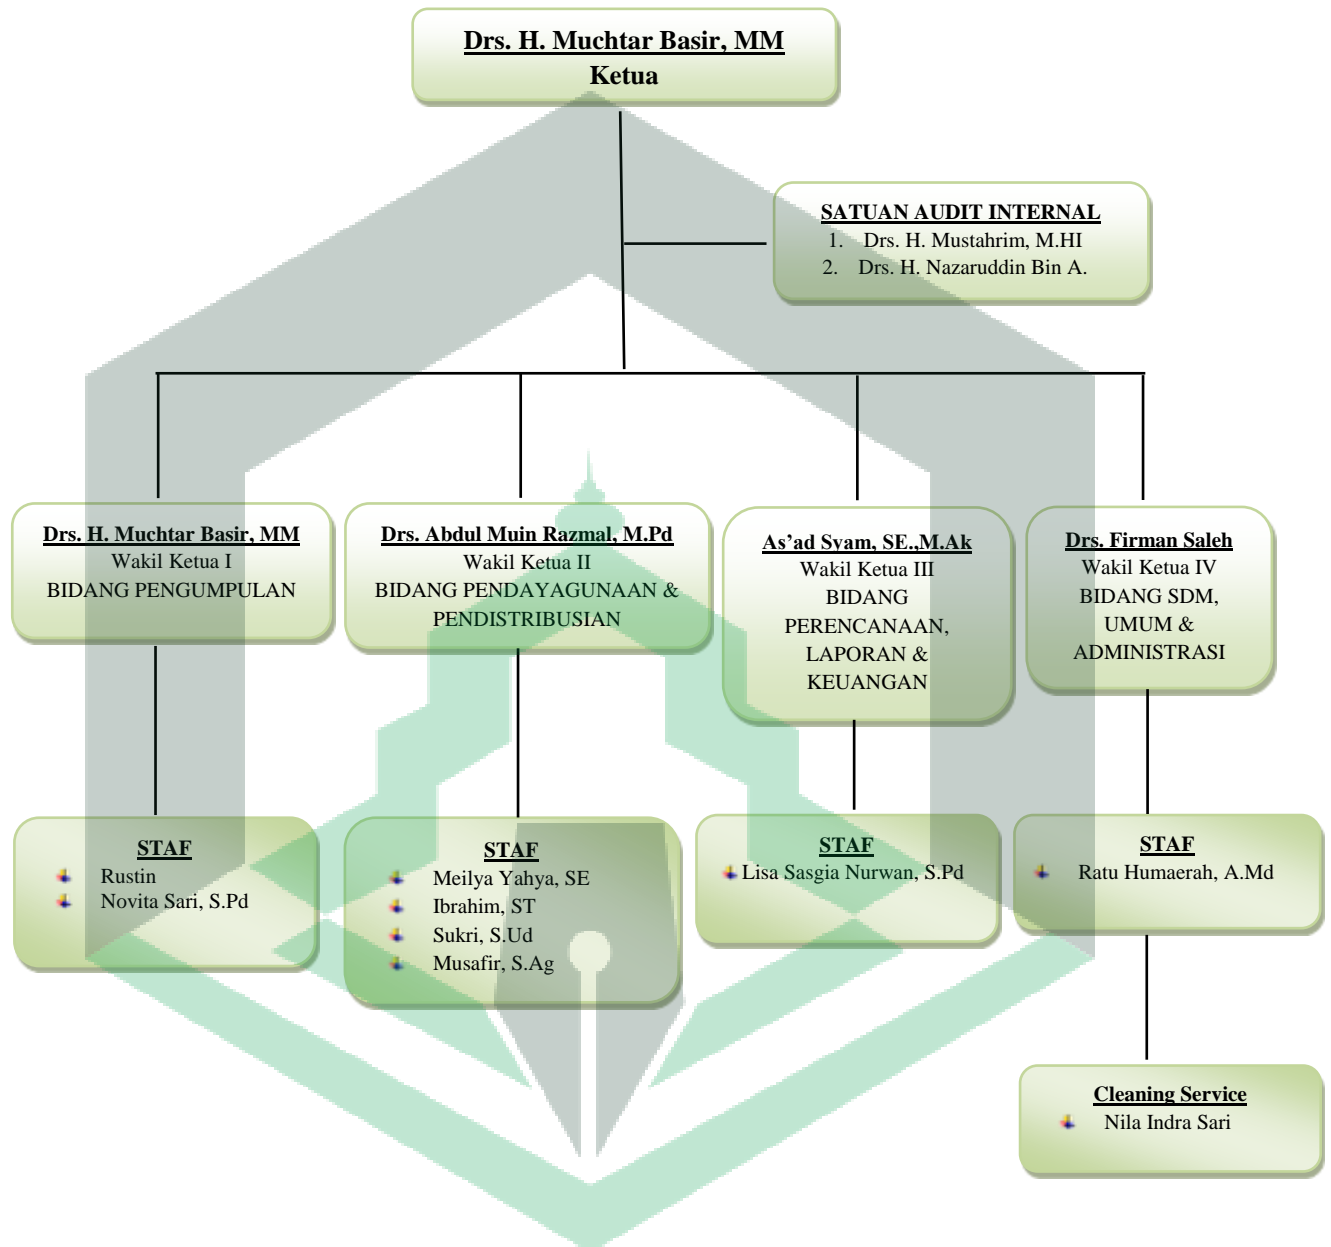 Drs. H. Muchtar Basir, MM
Ketua
SATUAN AUDIT INTERNAL
1. Drs. H. Mustahrim, M.HI
2. Drs. H. Nazaruddin Bin A.
Drs. H. Muchtar Basir, MM
Wakil Ketua I
BIDANG PENGUMPULAN
Drs. Abdul Muin Razmal, M.Pd
Wakil Ketua II
BIDANG PENDAYAGUNAAN &
PENDISTRIBUSIAN
As’ad Syam, SE.,M.Ak
Wakil Ketua III
BIDANG
PERENCANAAN,
LAPORAN &
KEUANGAN
Drs. Firman Saleh
Wakil Ketua IV
BIDANG SDM,
UMUM &
ADMINISTRASI
STAF
Rustin
Novita Sari, S.Pd
STAF
Meilya Yahya, SE
Ibrahim, ST
Sukri, S.Ud
Musafir, S.Ag
STAF
Lisa Sasgia Nurwan, S.Pd
STAF
Ratu Humaerah, A.Md
Cleaning Service
Nila Indra Sari